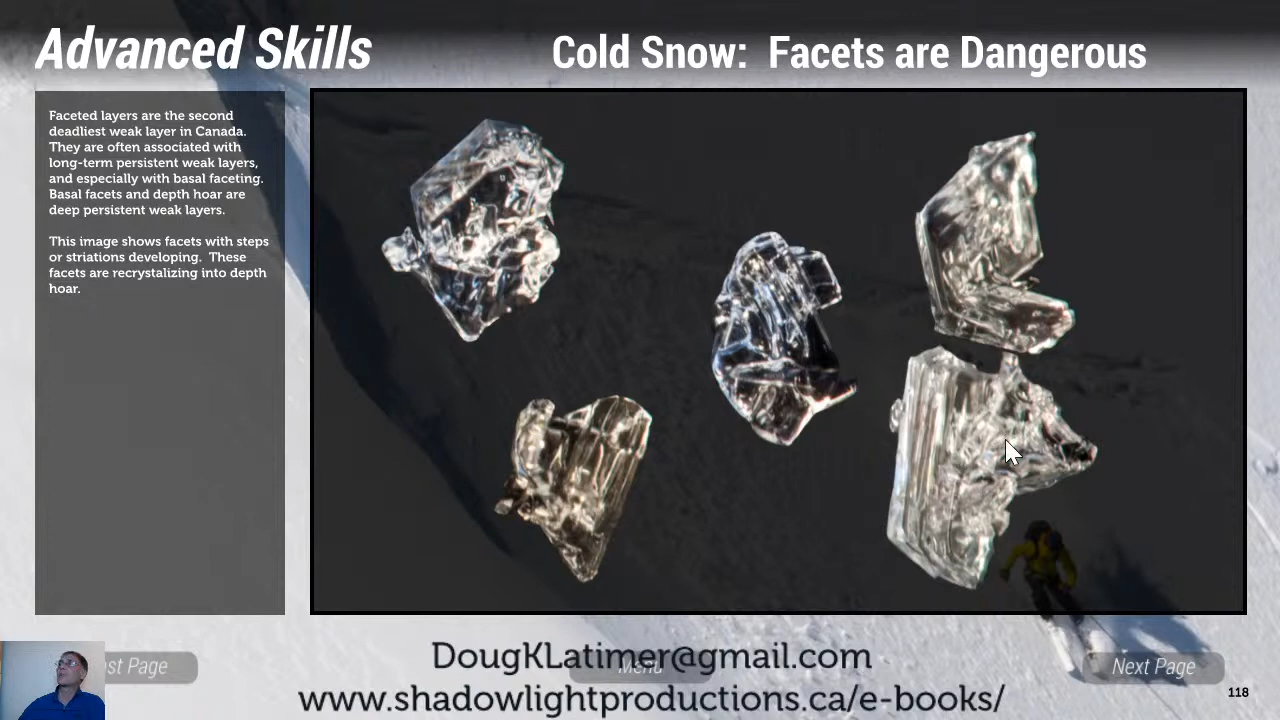 Advanced Skills
Cold Snow: Facets are Dangerous
Faceted layers are the second
deadliest weak layer in Canada.
They are often associated with
long-term persistent weak layers,
and especially with basal faceting.
Basal facets and depth hoar are
deep persistent weak layers.
This image shows facets with steps
or striations developing. These
facets are recrystalizing into depth
hoar.
DougKLatimer@gmail.com
Page
Menu
Next Page
www.shadowlightproductions.ca/e-books/
118